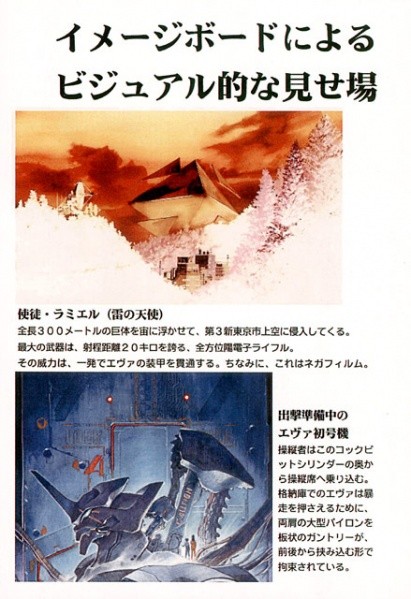 イメージボードによる
ビジュアル的な見せ場
使徒・ラミエル（雷の天使）
全長３００メートルの巨体を宙に浮かせて、第３新東京市上空に侵入してくる。
最大の武器は、射程距離２０キロを誇る、全方位陽電子ライフル。
その威力は、一発でエヴァの装甲を貫通する。ちなみに、これはネガフィルム。
出撃準備中の
エヴァ初号機
操縦者はこのコックピ
ットシリンダーの奥か
ら操縦席へ乗り込む。
格納庫でのエヴァは暴
走を押さえるために、
両肩の大型パイロンを
板状のガントリーが、
前後から挟み込む形で
拘束されている。